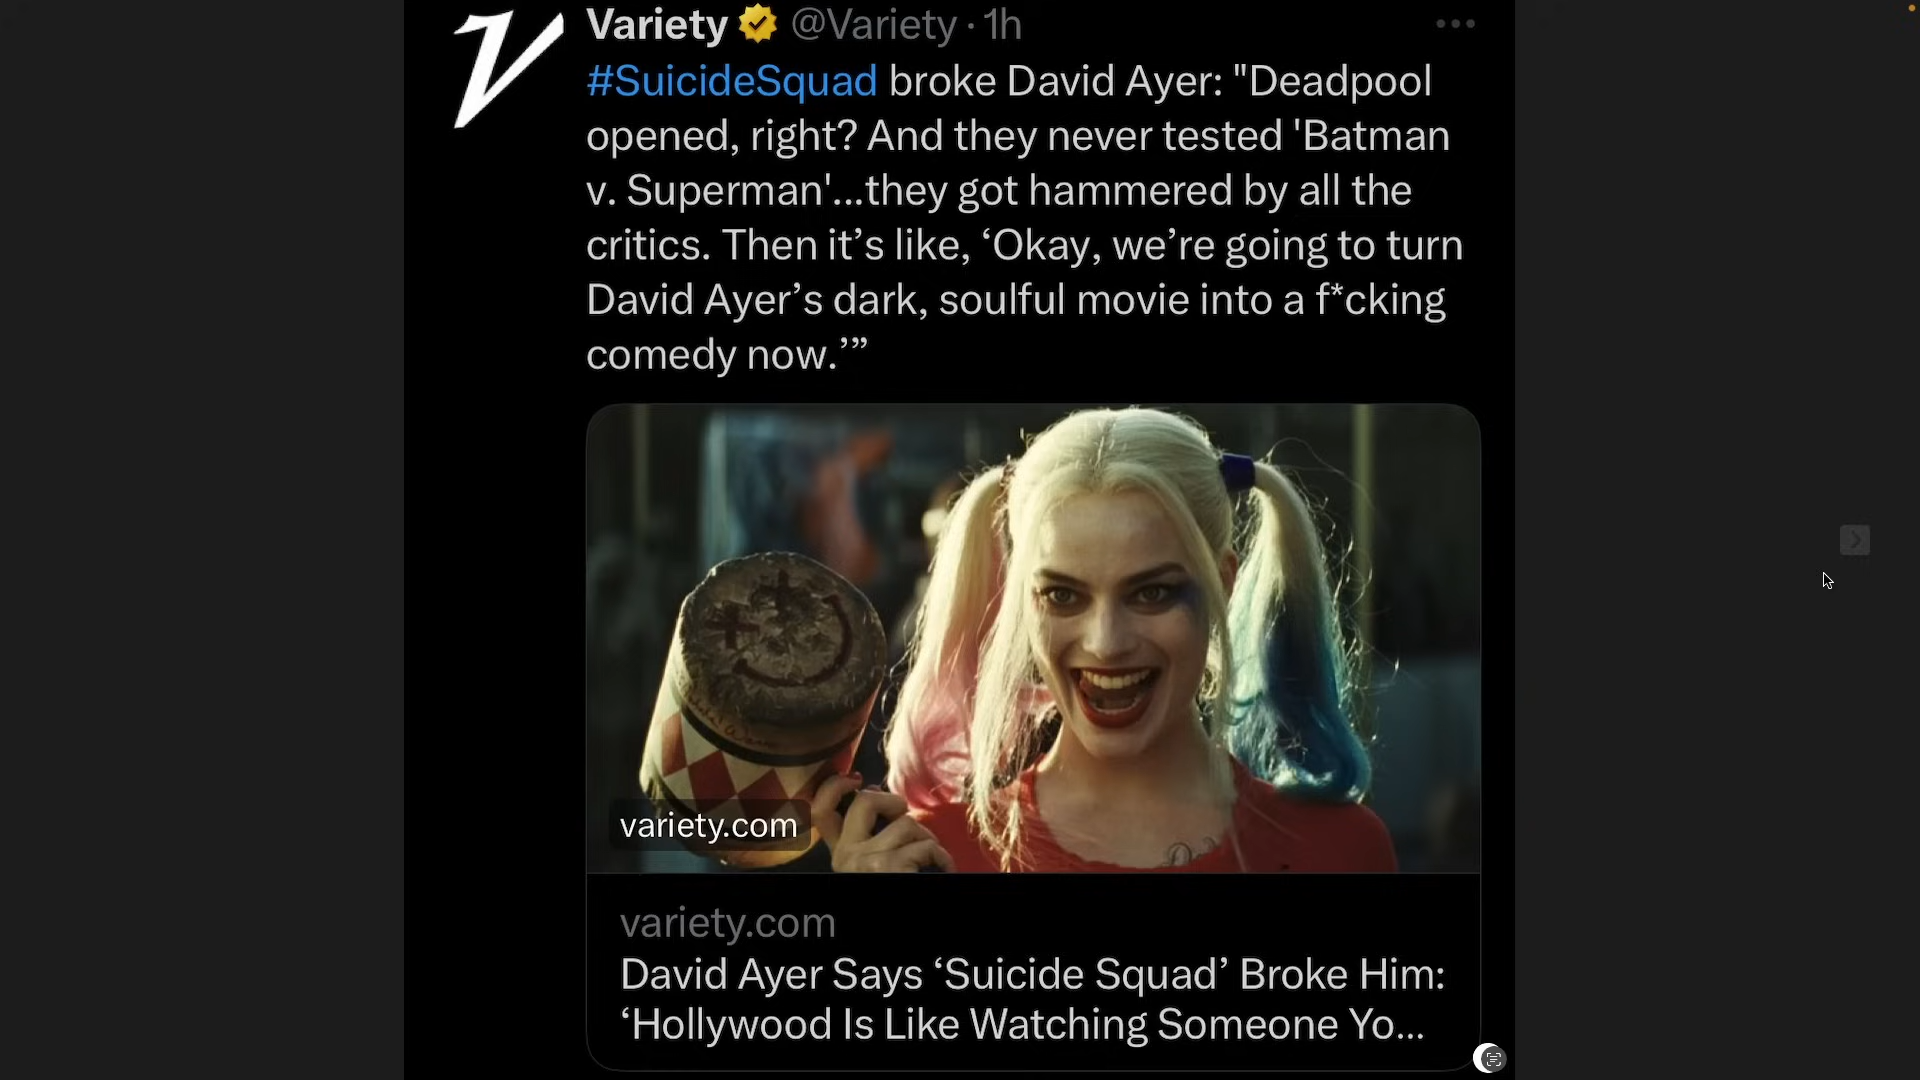 Variety @Variety · 1h
#SuicideSquad broke David Ayer: "Deadpool
opened, right? And they never tested 'Batman
v. Superman'...they got hammered by all the
critics. Then it’s like, ‘Okay, we’re going to turn
David Ayer’s dark, soulful movie into a f*cking
comedy now.’”
variety.com
variety.com
David Ayer Says ‘Suicide Squad’ Broke Him:
‘Hollywood Is Like Watching Someone Yo...